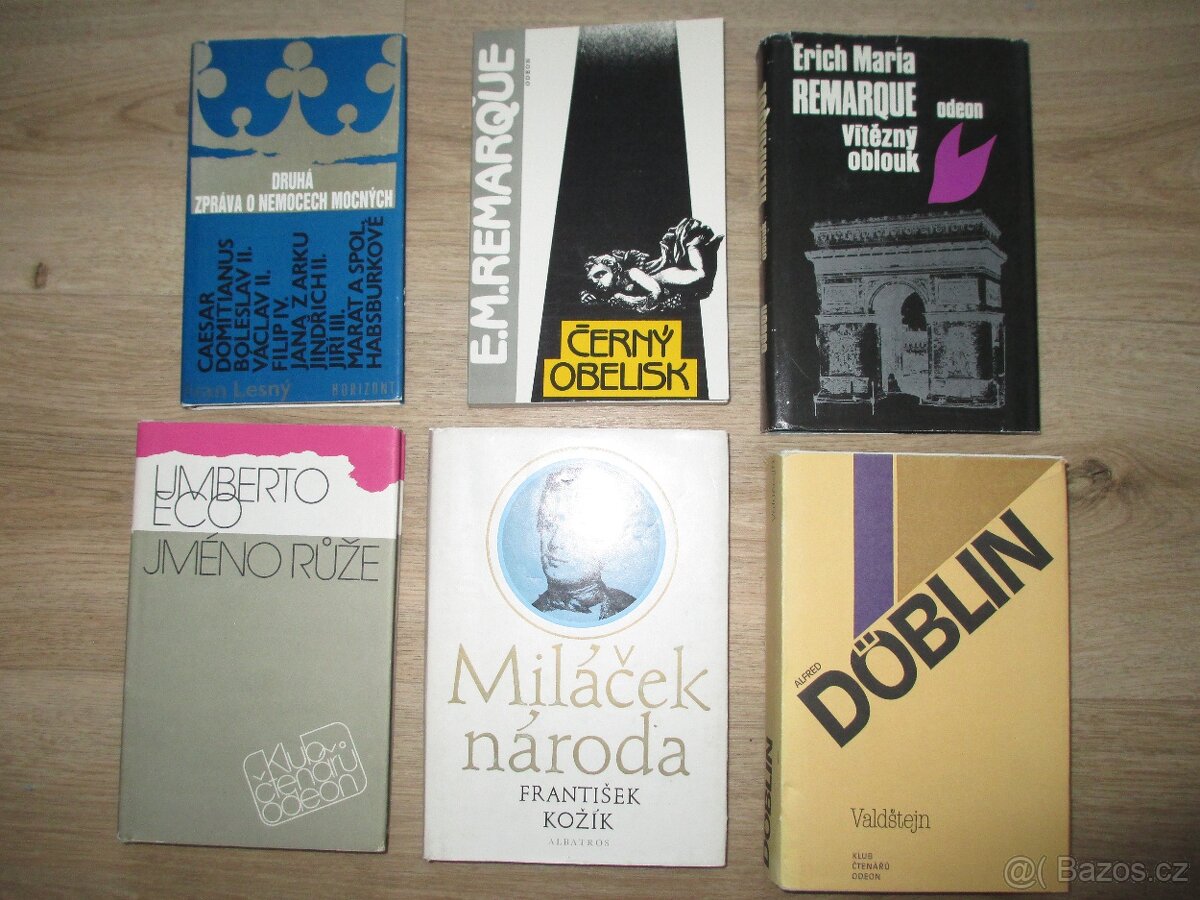 DRUHÁ
ZPRÁVA O NEMOCECH MOCNÝCH
CAESAR
DOMITIANUS
BOLESLAV II.
VÁCLAV II.
FILIP IV.
JANA Z ARKU
JINDŘICH II.
JIŘÍ III.
MARAT A SPOL.
HABSBURKOVÉ
Ivan Lesný
HORIZONT
E.M.REMARQUE
ODEON
ČERNÝ
OBELISK
Erich Maria
REMARQUE
odeon
Vítězný
oblouk
UMBERTO
ECO
JMÉNO RŮŽE
Klub
čtenářů
odeon
Miláček
národa
FRANTIŠEK
KOŽÍK
ALBATROS
ALFRED
DÖBLIN
Valdštejn
KLUB
ČTENÁŘŮ
ODEON
DÖBLIN
@ Bazos.cz